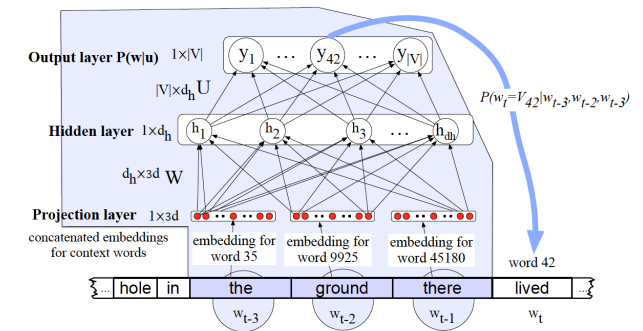 Output layer P(w|u) 1×|V| y1 ... y42 ... y|V|
|V|×dh U
P(wt=V42|wt-3,wt-2,wt-3)
Hidden layer 1×dh h1 h2 h3 ... hdh
dh×3d W
Projection layer 1×3d
concatenated embeddings
for context words
embedding for
word 35
embedding for
word 9925
embedding for
word 45180
word 42
... hole in the ground there lived ...
wt-3 wt-2 wt-1 wt